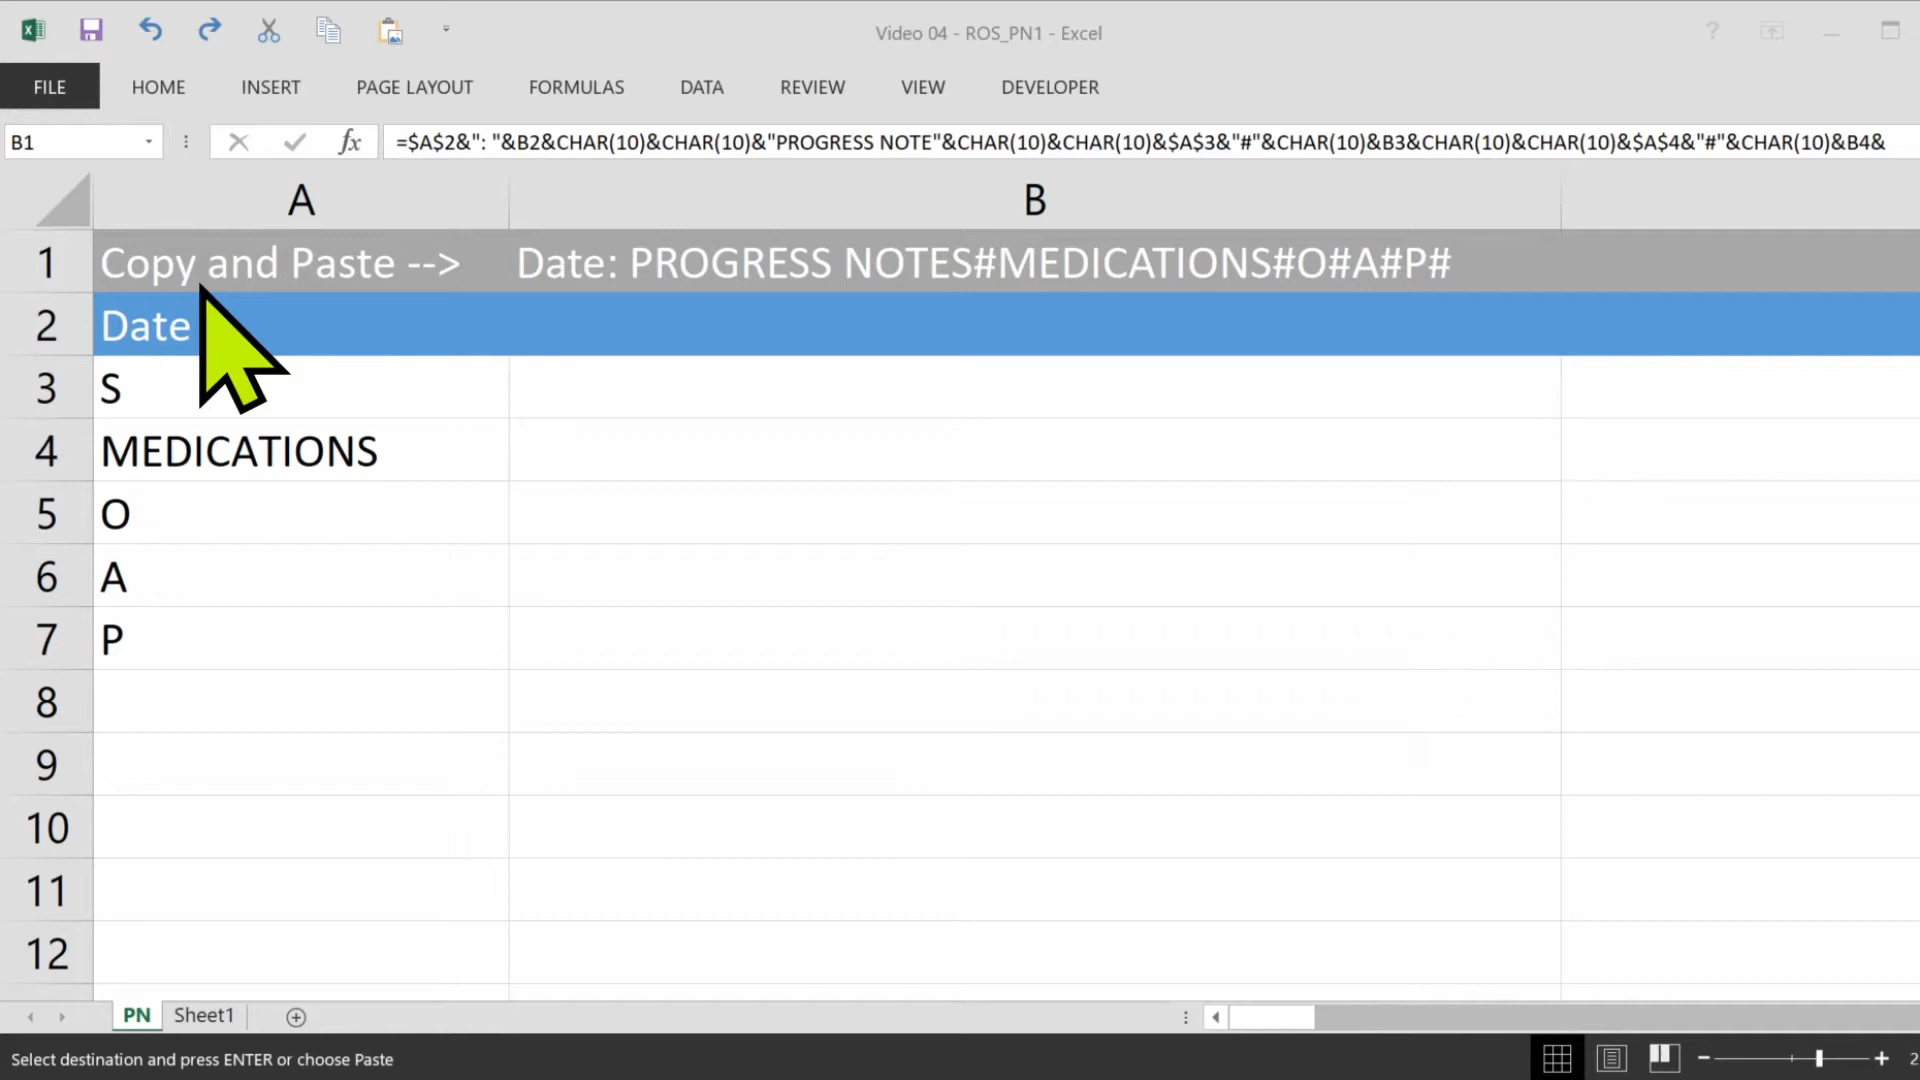 Video 04 - ROS_PN1 - Excel
?
FILE HOME INSERT PAGE LAYOUT FORMULAS DATA REVIEW VIEW DEVELOPER
B1 fx =$A$2&": "&B2&CHAR(10)&CHAR(10)&"PROGRESS NOTE"&CHAR(10)&CHAR(10)&$A$3&"#"&CHAR(10)&B3&CHAR(10)&CHAR(10)&$A$4&"#"&CHAR(10)&B4&
A B
1 Copy and Paste --> Date: PROGRESS NOTES#MEDICATIONS#O#A#P#
2 Date
3 S
4 MEDICATIONS
5 O
6 A
7 P
8
9
10
11
12
PN Sheet1
Select destination and press ENTER or choose Paste